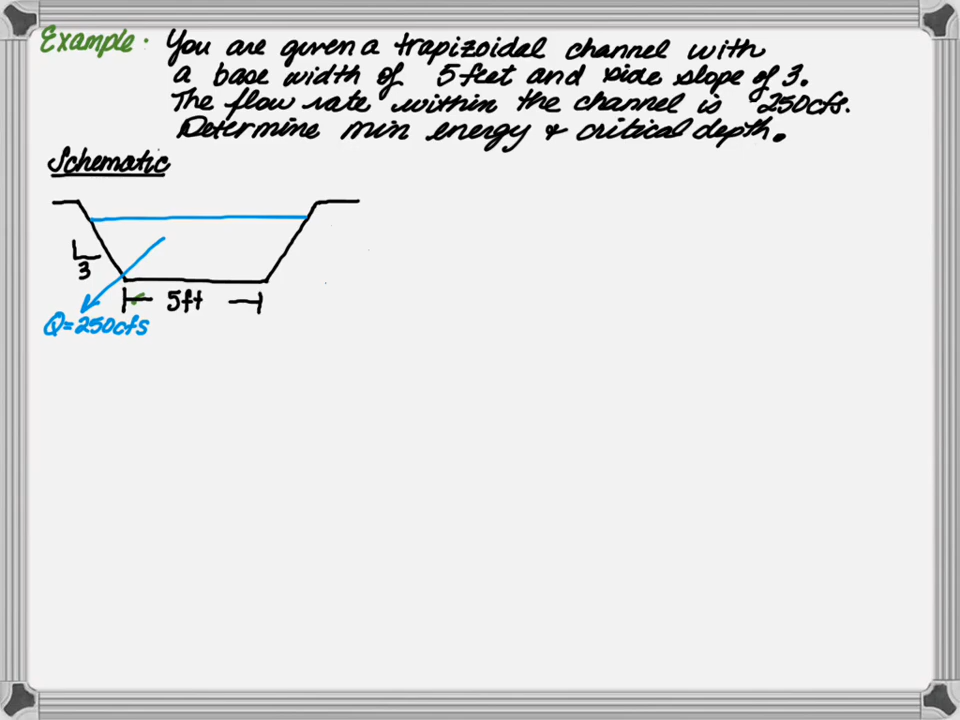 Example. You are given a trapizoidal channel with
a base width of 5 feet and side slope of 3.
The flow rate within the channel is 250cfs.
Determine min energy & critical depth.
Schematic
3
5ft
Q=250cfs